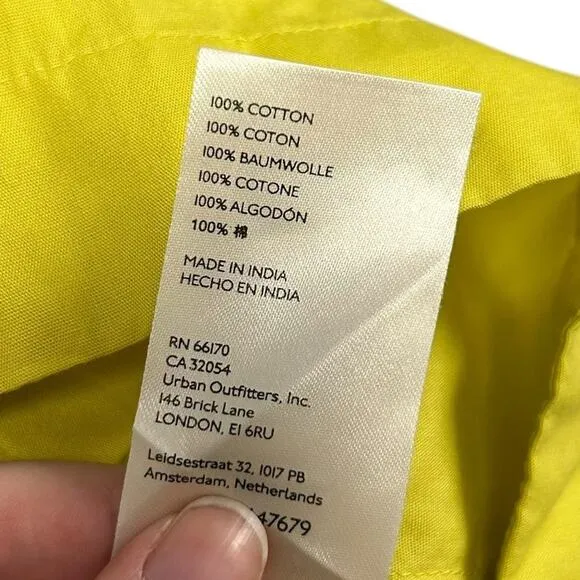 100% COTTON
100% COTON
100% BAUMWOLLE
100% COTONE
100% ALGODÓN
100% 棉
MADE IN INDIA
HECHO EN INDIA
RN 66170
CA 32054
Urban Outfitters, Inc.
146 Brick Lane
LONDON, E1 6RU
Leidsestraat 32, 1017 PB
Amsterdam, Netherlands